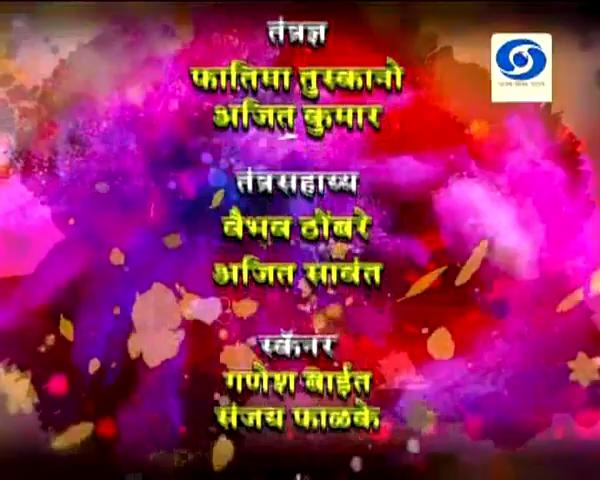 तंत्रज्ञ
फातिमा तुस्कानो
अजित कुमार
तंत्रसहाय्य
वैभव ठोंबरे
अजित सावंत
स्कॅनर
गणेश बाईत
संजय फाळके